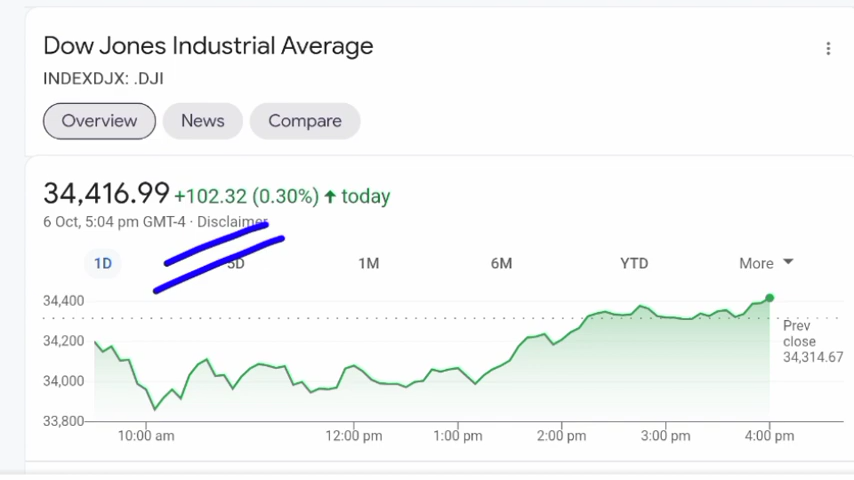 Dow Jones Industrial Average
INDEXDJX: .DJI
Overview News Compare
34,416.99 +102.32 (0.30%) ↑ today
6 Oct, 5:04 pm GMT-4 · Disclaimer
1D 5D 1M 6M YTD More
34,400
34,200
34,000
33,800
Prev
close
34,314.67
10:00 am 12:00 pm 1:00 pm 2:00 pm 3:00 pm 4:00 pm